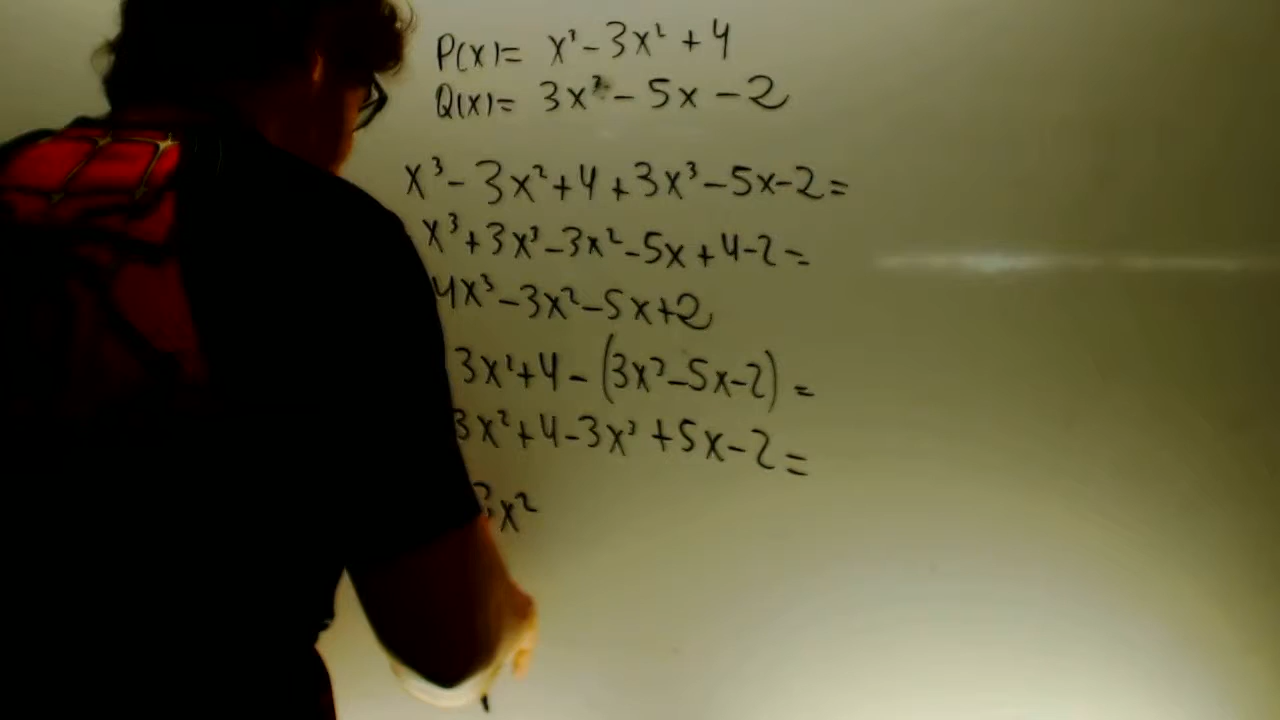 P(x)= x³-3x²+4
Q(x)= 3x³-5x-2
x³-3x²+4+3x³-5x-2=
x³+3x³-3x²-5x+4-2=
4x³-3x²-5x+2
3x²+4-(3x³-5x-2)=
3x²+4-3x³+5x-2=
3x²